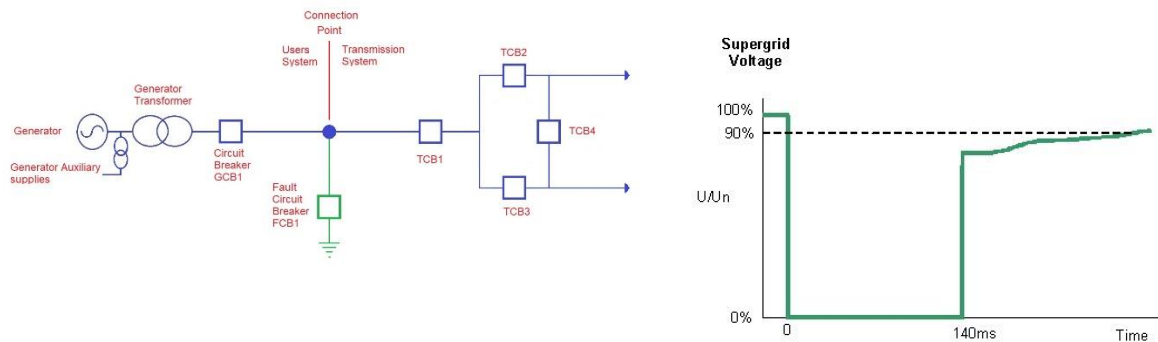 Connection
Point
Users
System
Transmission
System
TCB2
Generator
Transformer
Generator
TCB4
Generator Auxiliary
supplies
Circuit
Breaker
GCB1
TCB1
Fault
Circuit
Breaker
FCB1
TCB3
Supergrid
Voltage
100%
90%
U/Un
0%
0
140ms
Time